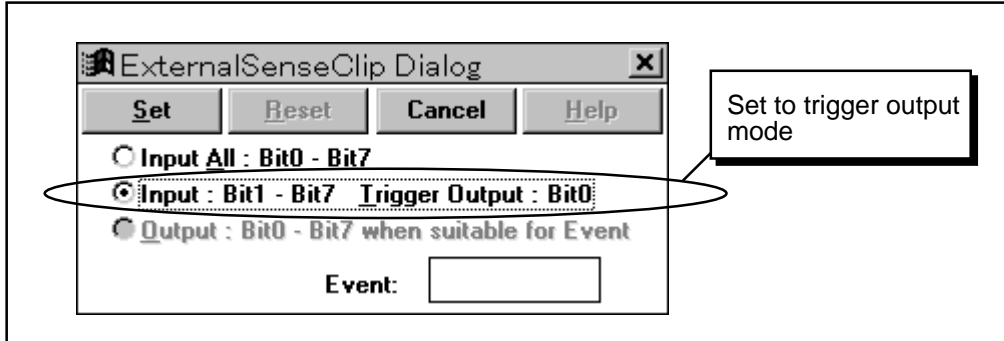 ExternalSenseClip Dialog
Set Reset Cancel Help
Input All : Bit0 - Bit7
Input : Bit1 - Bit7 Trigger Output : Bit0
Output : Bit0 - Bit7 when suitable for Event
Event:
Set to trigger output
mode